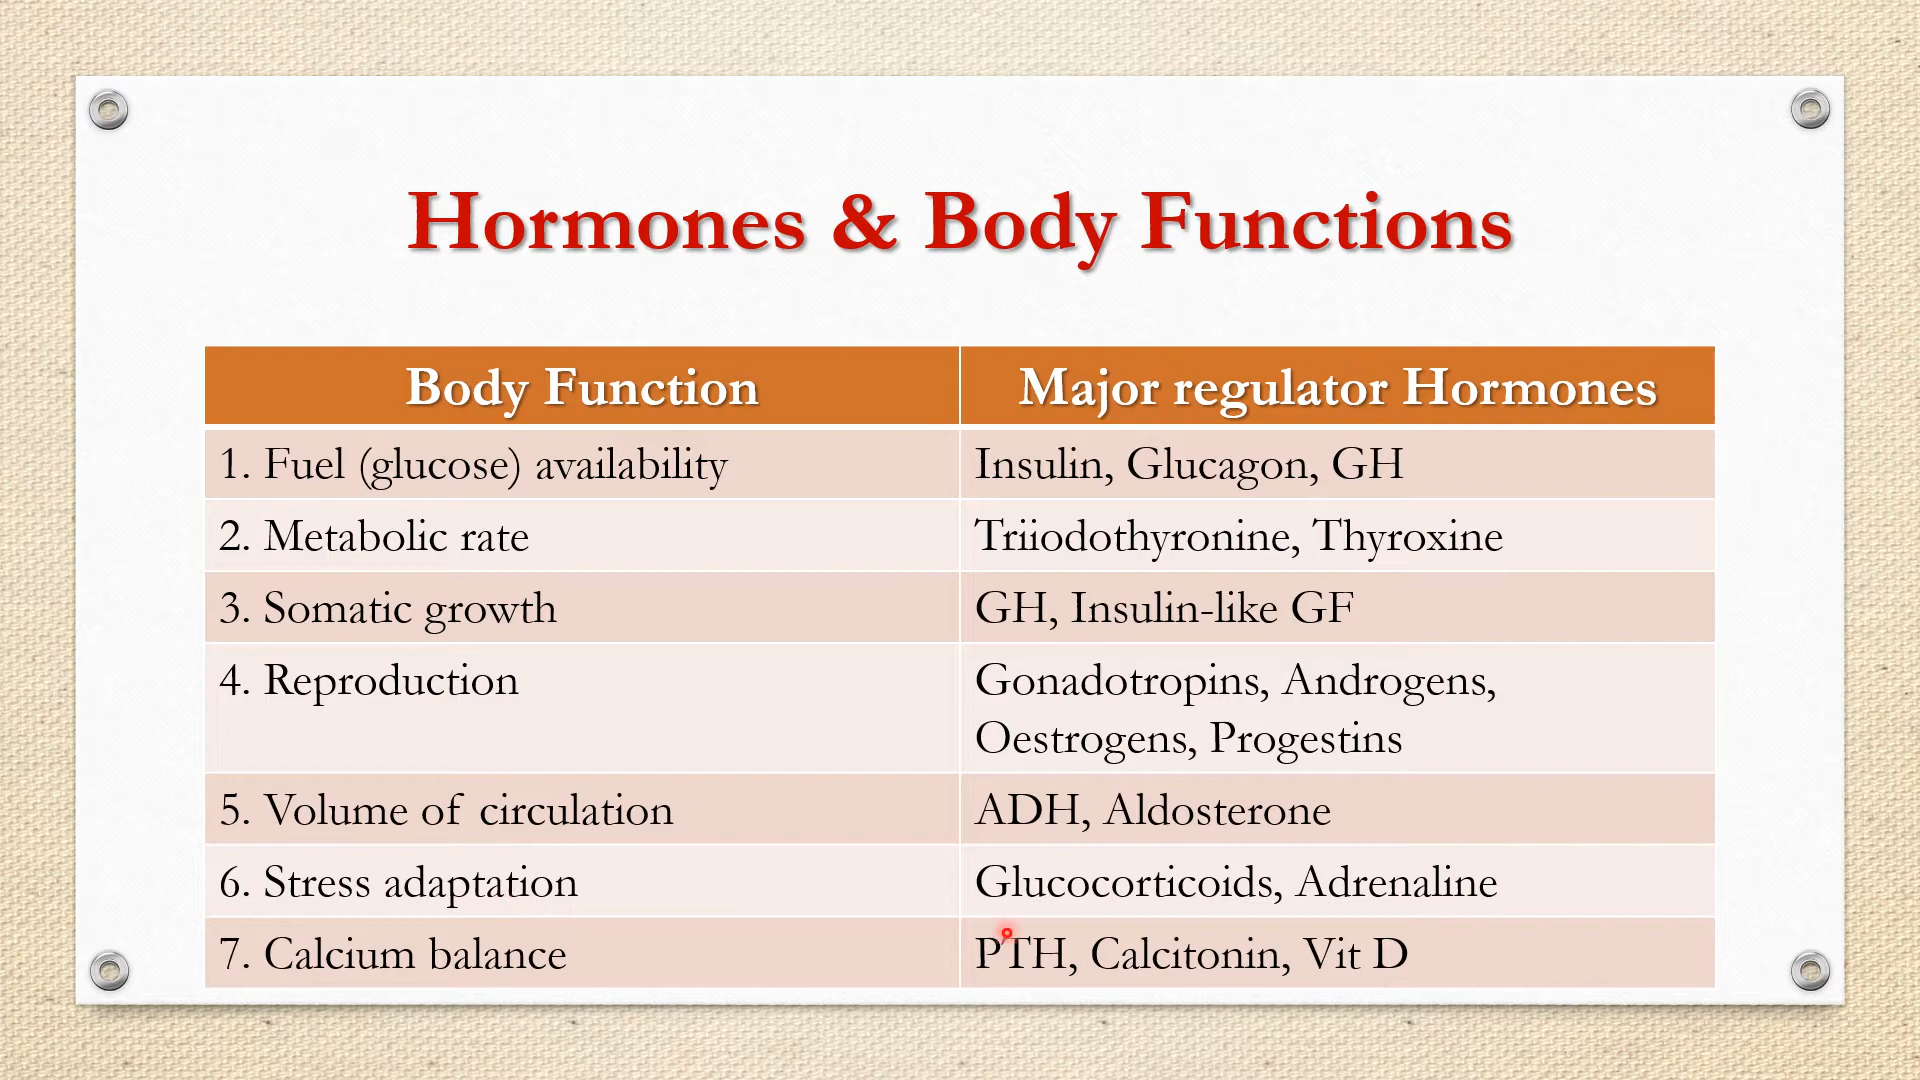 Hormones & Body Functions
Body Function
Major regulator Hormones
1. Fuel (glucose) availability
Insulin, Glucagon, GH
2. Metabolic rate
Triiodothyronine, Thyroxine
3. Somatic growth
GH, Insulin-like GF
4. Reproduction
Gonadotropins, Androgens,
Oestrogens, Progestins
5. Volume of circulation
ADH, Aldosterone
6. Stress adaptation
Glucocorticoids, Adrenaline
7. Calcium balance
PTH, Calcitonin, Vit D